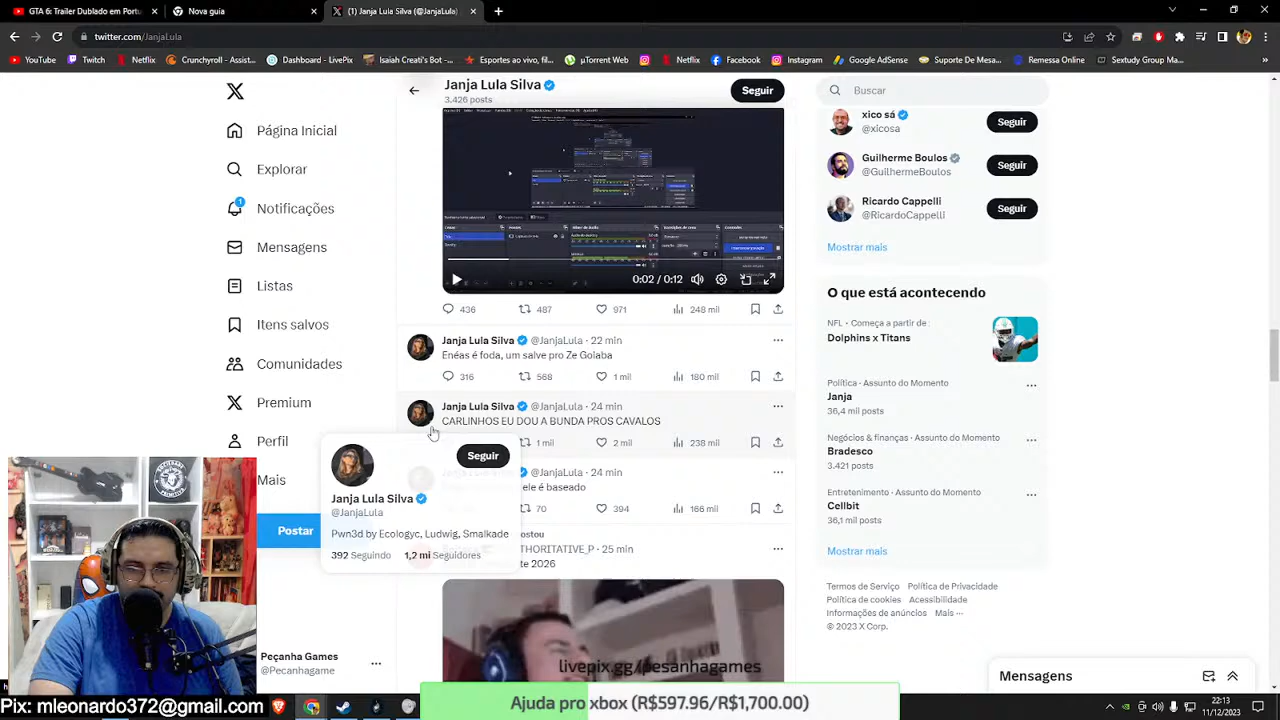 GTA 6: Trailer Dublado em Portu
Nova guia
(1) Janja Lula Silva (@JanjaLula)
twitter.com/JanjaLula
YouTube
Twitch
Netflix
Crunchyroll - Assist...
Dashboard - LivePix
Isaiah Creati's Bot -...
Esportes ao vivo, fil...
µTorrent Web
Netflix
Facebook
Instagram
Google AdSense
Suporte De Mesa...
Remessa Online
Sextudy Group Ma...
Janja Lula Silva
3.426 posts
Seguir
Página Inicial
Explorar
1
Notificações
Mensagens
Listas
Itens salvos
Comunidades
Premium
Perfil
Mais
Postar
Peçanha Games
@Pecanhagame
0:02 / 0:12
436 487 971 248 mil
Janja Lula Silva @JanjaLula · 22 min
Enéas é foda, um salve pro Ze Goiaba
316 568 1 mil 180 mil
Janja Lula Silva @JanjaLula · 24 min
CARLINHOS EU DOU A BUNDA PROS CAVALOS
1 mil 2 mil 238 mil
@JanjaLula · 24 min
ele é baseado
70 394 166 mil
Seguir
Janja Lula Silva
@JanjaLula
Pwn3d by Ecologyc, Ludwig, Smalkade
392 Seguindo 1,2 mi Seguidores
ostou
THORITATIVE_P · 25 min
te 2026
Buscar
xico sá
@xicosa
Seguir
Guilherme Boulos
@GuilhermeBoulos
Seguir
Ricardo Cappelli
@RicardoCappelli
Seguir
Mostrar mais
O que está acontecendo
NFL · Começa a partir de :
Dolphins x Titans
Política · Assunto do Momento
Janja
36,4 mil posts
Negócios & finanças · Assunto do Momento
Bradesco
3.421 posts
Entretenimento · Assunto do Momento
Cellbit
36,1 mil posts
Mostrar mais
Termos de Serviço Política de Privacidade
Política de cookies Acessibilidade
Informações de anúncios Mais ···
© 2023 X Corp.
Mensagens
livepix.gg/pesanhagames
Ajuda pro xbox (R$597.96/R$1,700.00)
Pix: mleonardo372@gmail.com
22:13
11/12/2023